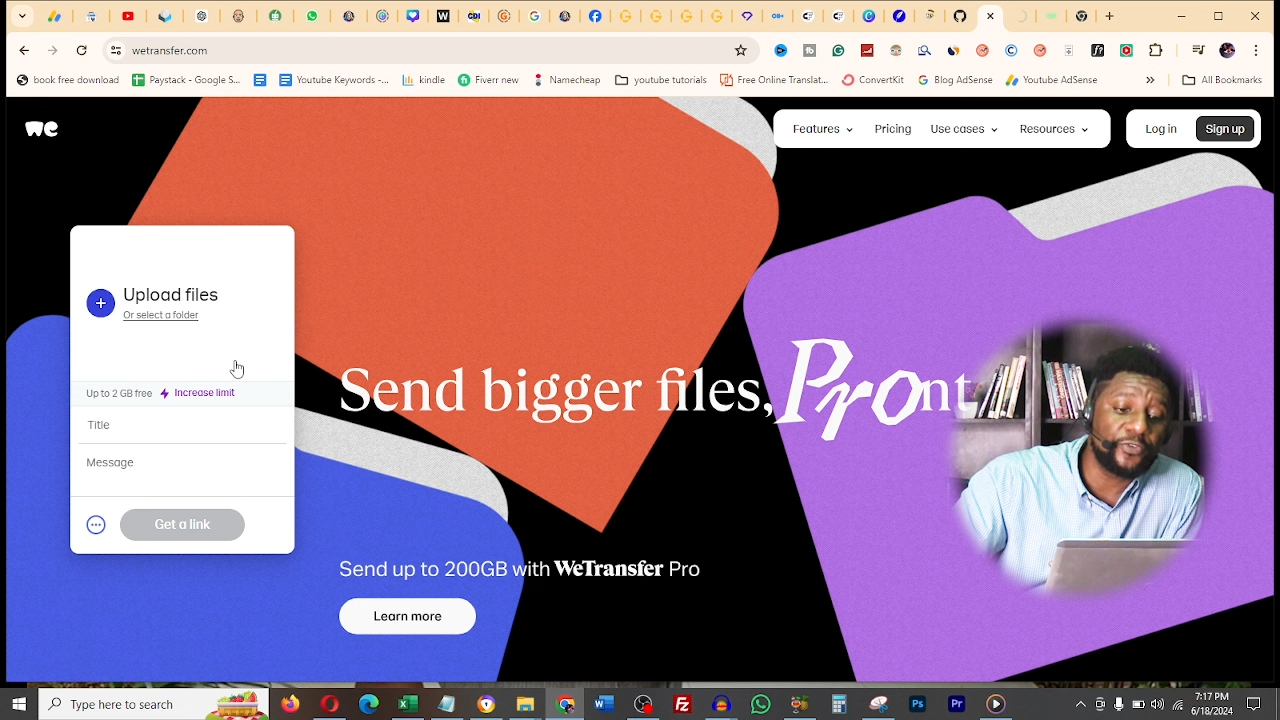 wetransfer.com
book free download
Paystack - Google S...
Youtube Keywords -...
kindle
Fiverr new
Namecheap
youtube tutorials
Free Online Translat...
ConvertKit
Blog AdSense
Youtube AdSense
All Bookmarks
we
Features
Pricing
Use cases
Resources
Log in
Sign up
Upload files
Or select a folder
Up to 2 GB free
Increase limit
Title
Message
Get a link
Send bigger files, Pronto
Send up to 200GB with WeTransfer Pro
Learn more
Type here to search
7:17 PM
6/18/2024